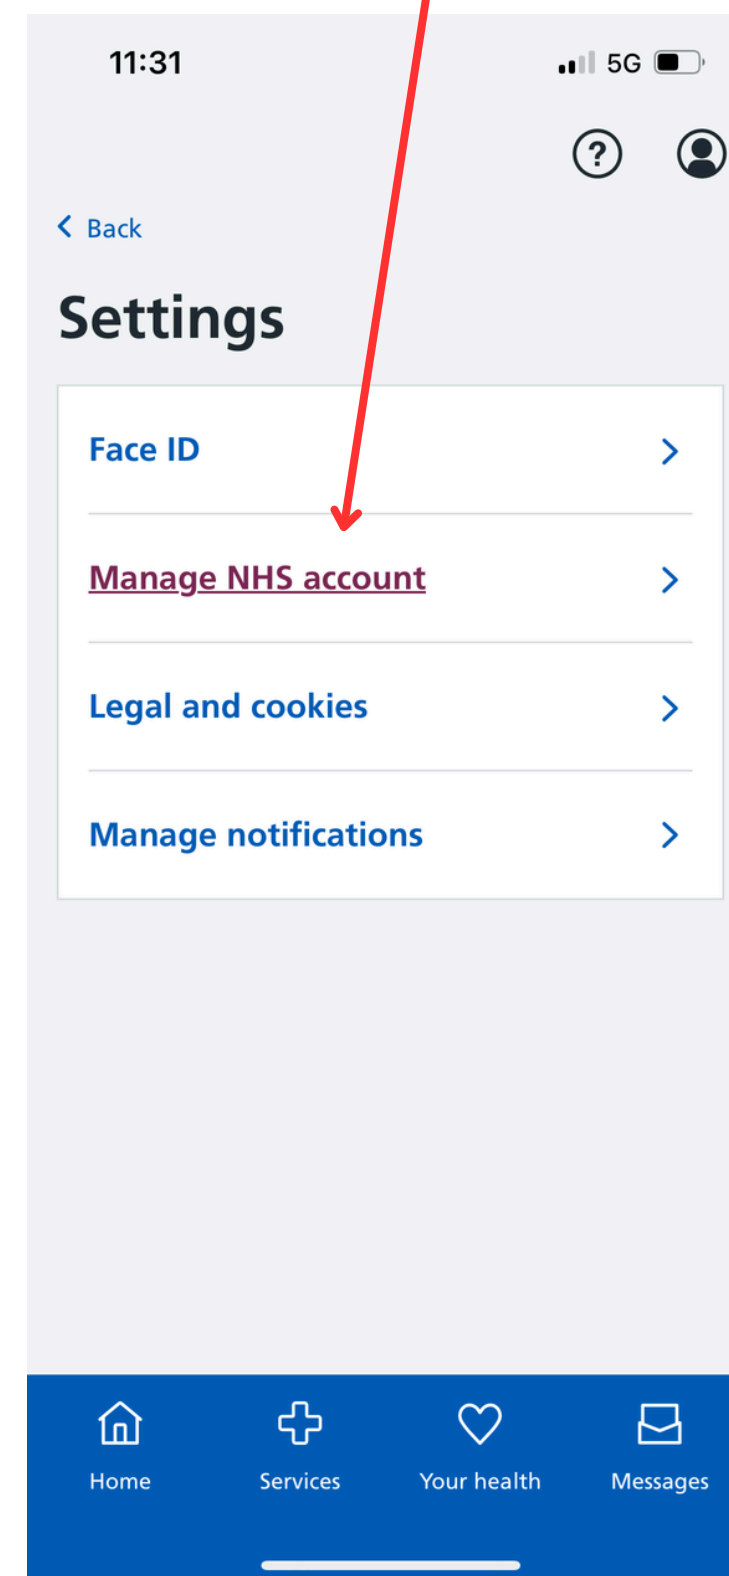 11:31 5G
?
Back
Settings
Face ID
Manage NHS account
Legal and cookies
Manage notifications
Home Services Your health Messages